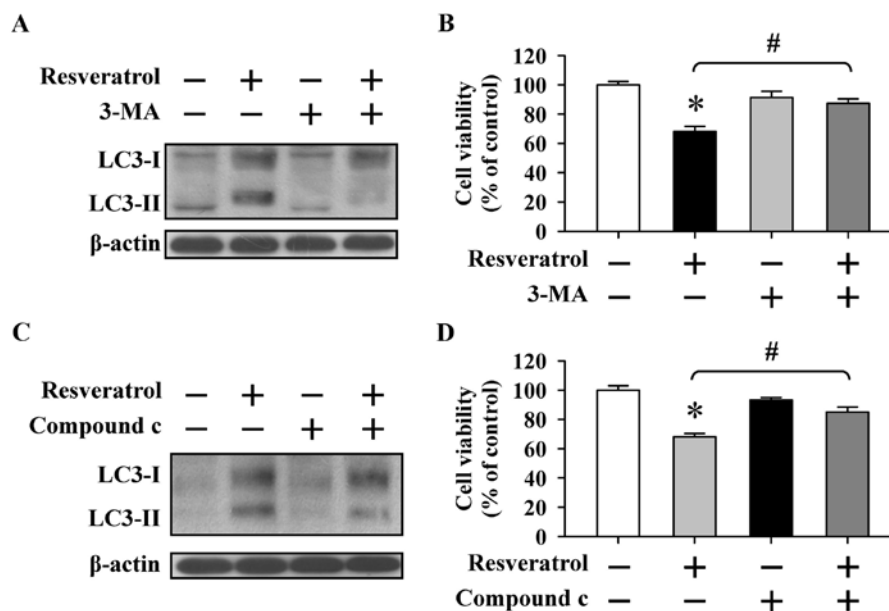 A
Resveratrol − + − +
3-MA − − + +
LC3-I
LC3-II
β-actin
B
Cell viability
(% of control)
120
100
80
60
40
20
0
*
#
Resveratrol − + − +
3-MA − − + +
C
Resveratrol − + − +
Compound c − − + +
LC3-I
LC3-II
β-actin
D
Cell viability
(% of control)
120
100
80
60
40
20
0
*
#
Resveratrol − + − +
Compound c − − + +